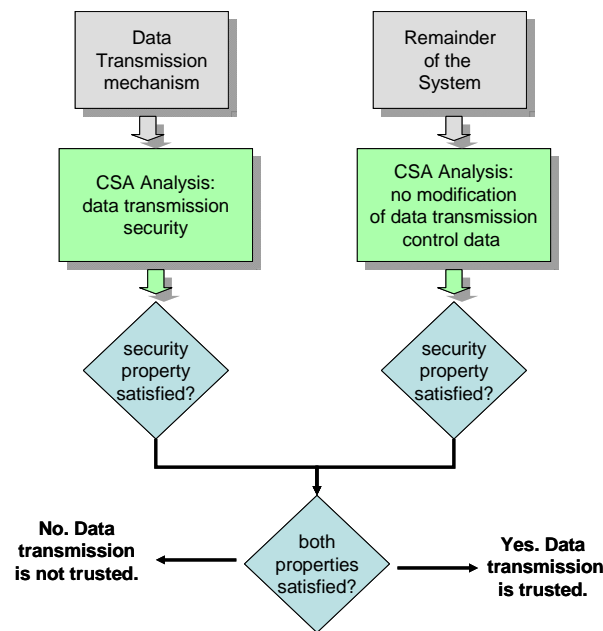 Data
Transmission
mechanism
Remainder
of the
System
CSA Analysis:
data transmission
security
CSA Analysis:
no modification
of data transmission
control data
security
property
satisfied?
security
property
satisfied?
No. Data
transmission
is not trusted.
both
properties
satisfied?
Yes. Data
transmission
is trusted.